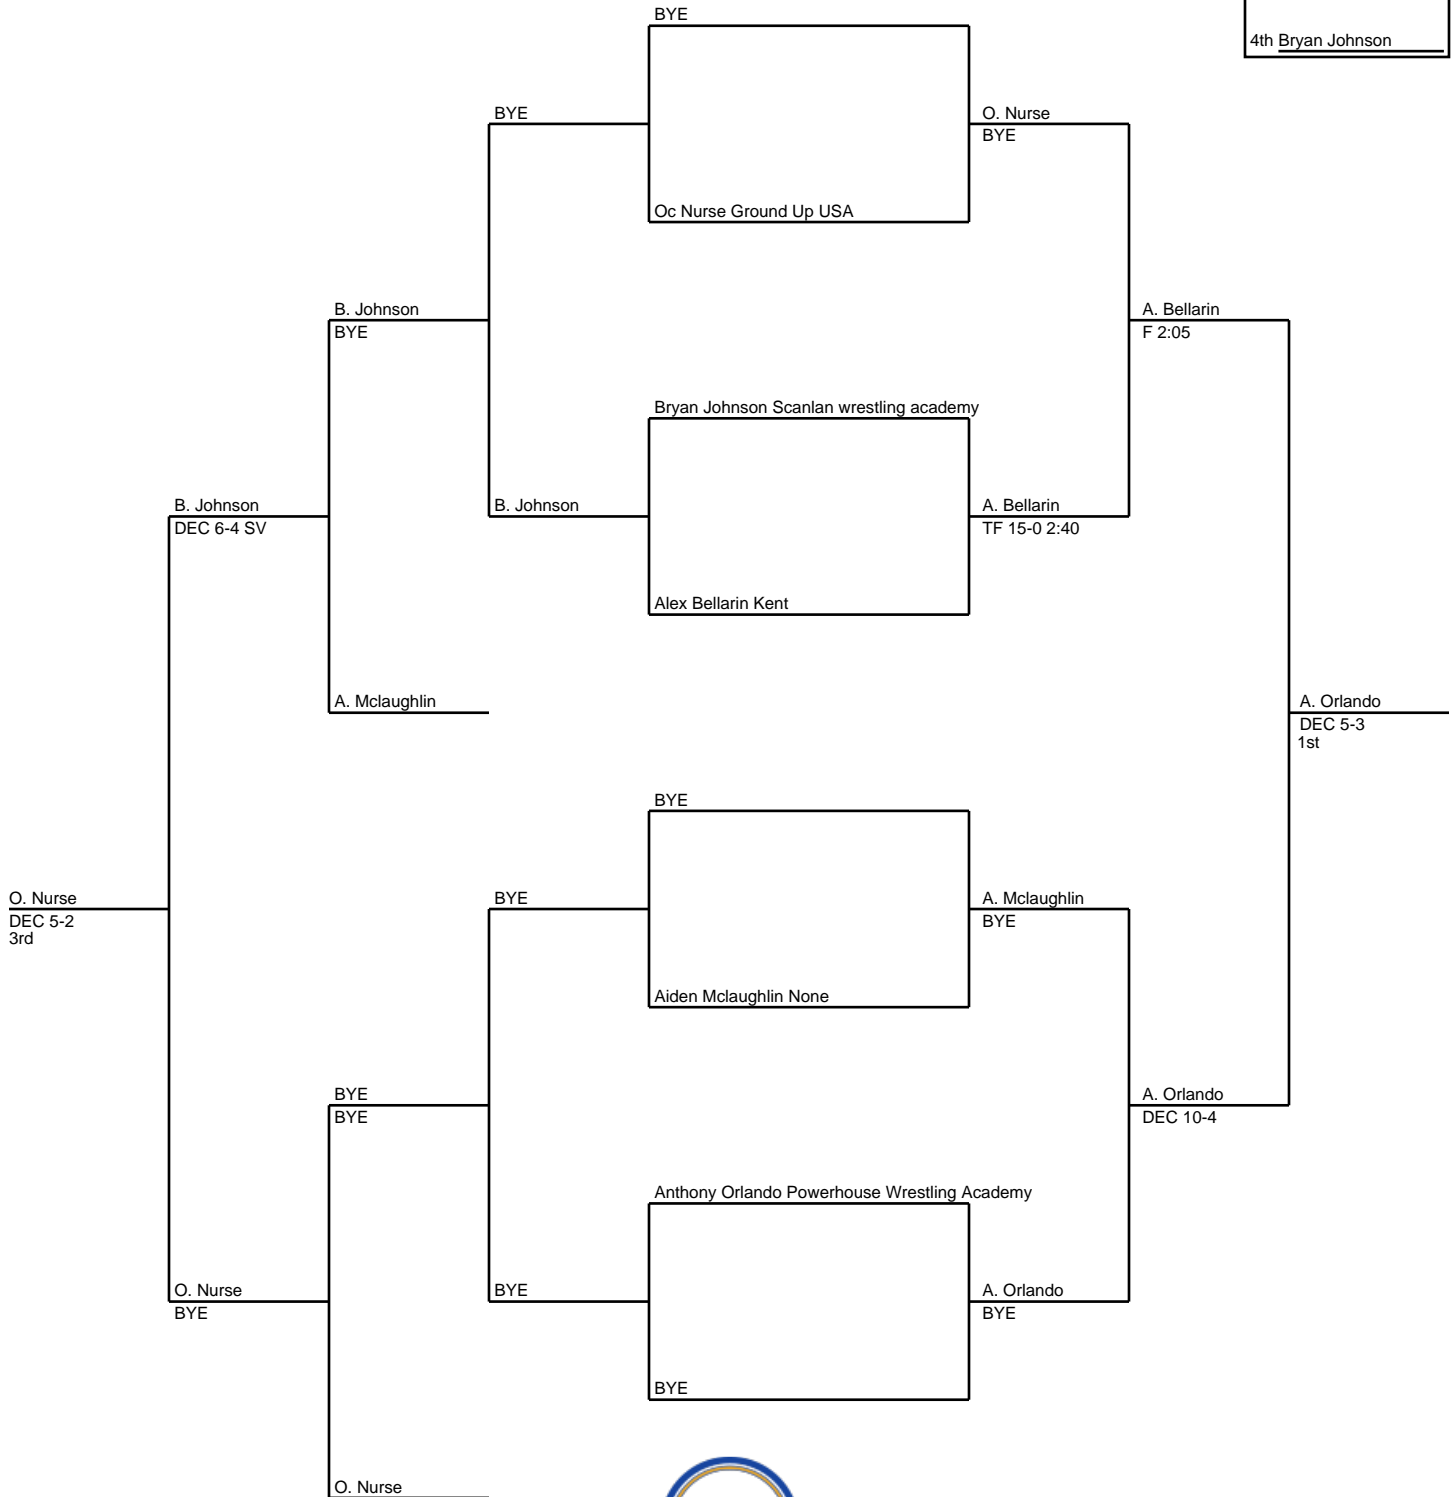 BYE
4th Bryan Johnson
BYE
O. Nurse
BYE
Oc Nurse Ground Up USA
B. Johnson
BYE
A. Bellarin
F 2:05
Bryan Johnson Scanlan wrestling academy
B. Johnson
DEC 6-4 SV
B. Johnson
A. Bellarin
TF 15-0 2:40
Alex Bellarin Kent
A. Mclaughlin
A. Orlando
DEC 5-3
1st
BYE
O. Nurse
DEC 5-2
3rd
BYE
A. Mclaughlin
BYE
Aiden Mclaughlin None
BYE
BYE
A. Orlando
DEC 10-4
Anthony Orlando Powerhouse Wrestling Academy
O. Nurse
BYE
BYE
A. Orlando
BYE
BYE
O. Nurse